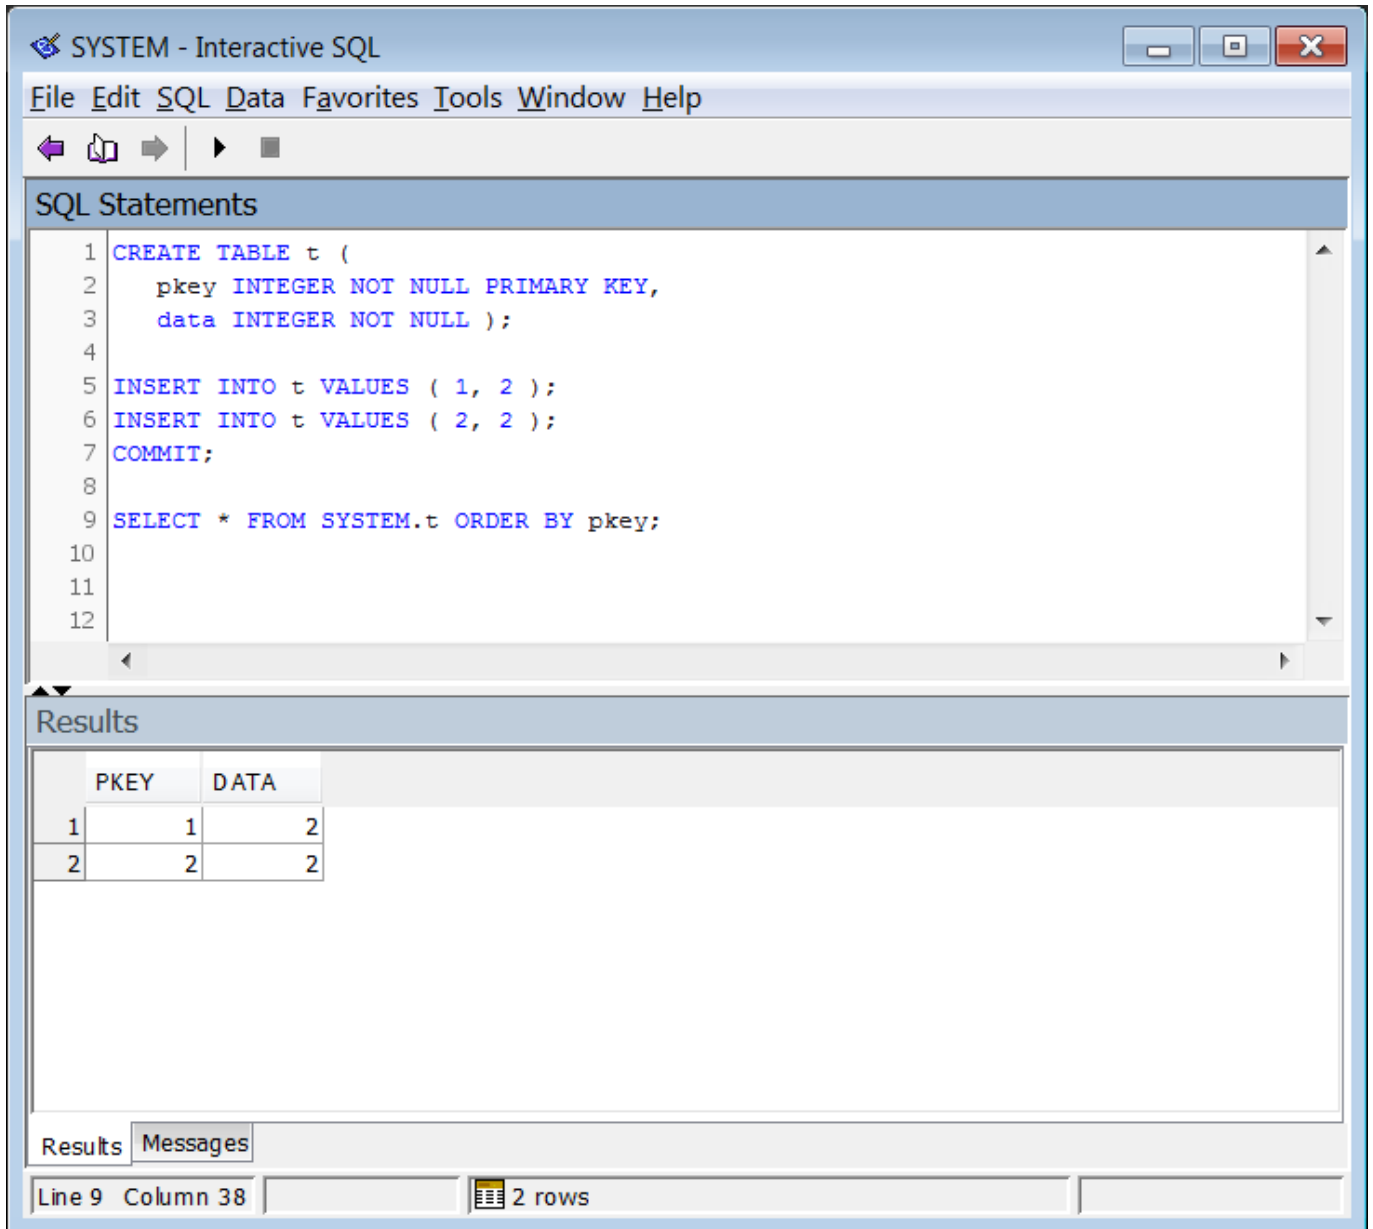 SYSTEM - Interactive SQL
File Edit SQL Data Favorites Tools Window Help
SQL Statements
1 CREATE TABLE t (
2    pkey INTEGER NOT NULL PRIMARY KEY,
3    data INTEGER NOT NULL );
4
5 INSERT INTO t VALUES ( 1, 2 );
6 INSERT INTO t VALUES ( 2, 2 );
7 COMMIT;
8
9 SELECT * FROM SYSTEM.t ORDER BY pkey;
10
11
12
Results
PKEY DATA
1 1 2
2 2 2
Results Messages
Line 9 Column 38 2 rows